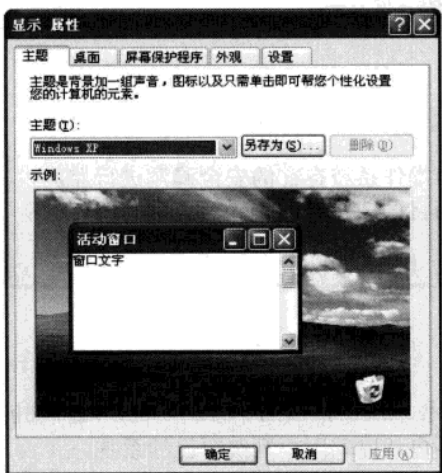 显示 属性
主题 桌面 屏幕保护程序 外观 设置
主题是背景加一组声音，图标以及只需单击即可帮您个性化设置
您的计算机的元素。
主题(T):
Windows XP 另存为(S)... 删除(D)
示例:
活动窗口
窗口文字
确定 取消 应用(A)